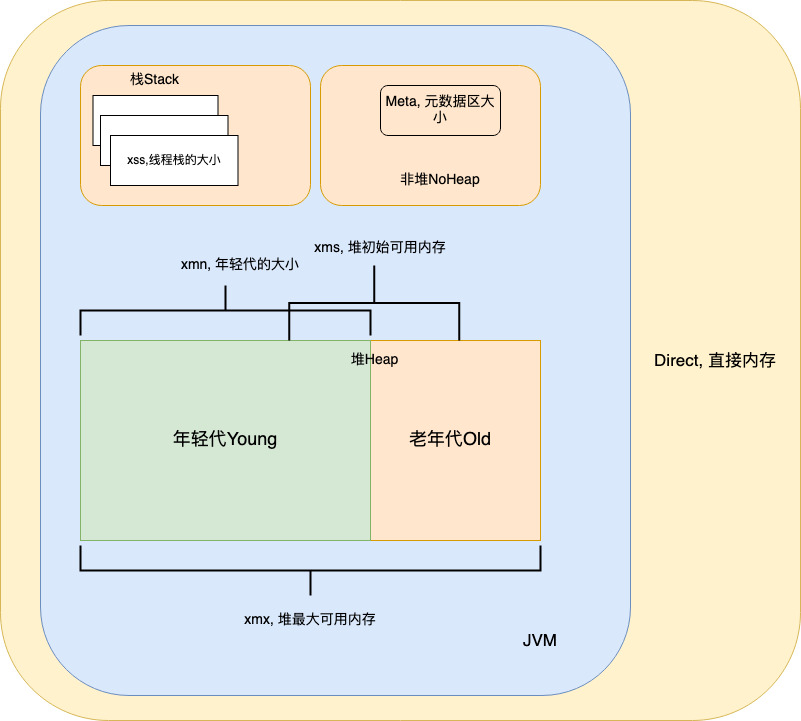 栈Stack
xss,线程栈的大小
Meta, 元数据区大
小
非堆NoHeap
xms, 堆初始可用内存
xmn, 年轻代的大小
堆Heap
年轻代Young
老年代Old
Direct, 直接内存
xmx, 堆最大可用内存
JVM